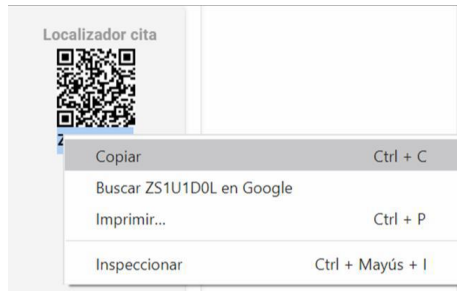 Localizador cita
Copiar Ctrl + C
Buscar ZS1U1D0L en Google
Imprimir... Ctrl + P
Inspeccionar Ctrl + Mayús + I